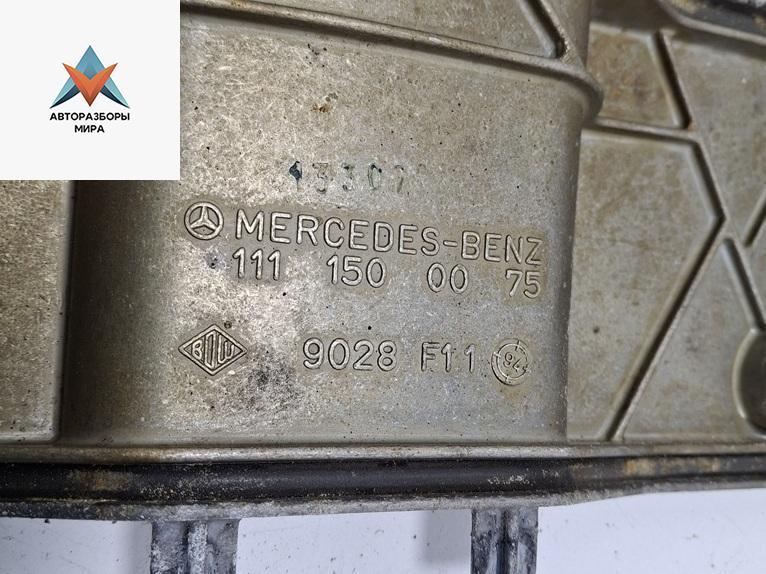 АВТОРАЗБОРЫ
МИРА
MERCEDES-BENZ
111 150 00 75
9028 F11